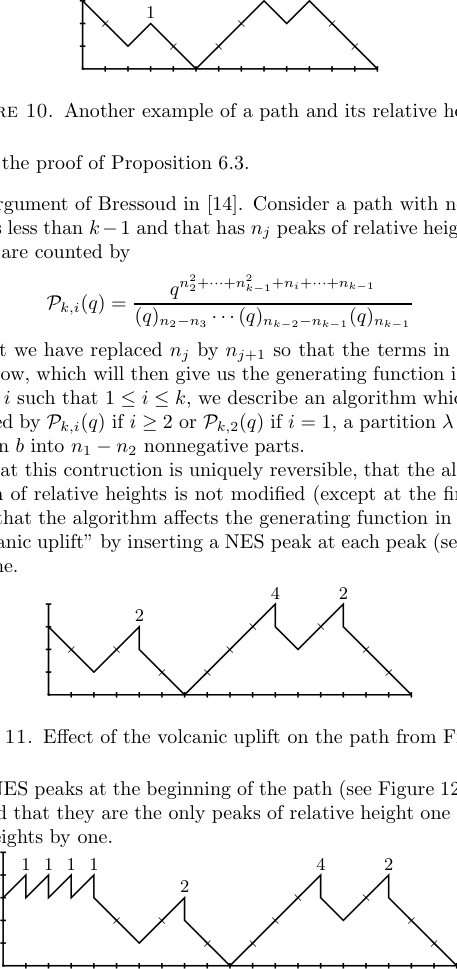 1
RE 10. Another example of a path and its relative he
the proof of Proposition 6.3.
rgument of Bressoud in [14]. Consider a path with n
s less than k − 1 and that has n_j peaks of relative heig
are counted by
P_{k,i}(q) = q^{n_2^2+···+n_{k−1}^2+n_i+···+n_{k−1}} / (q)_{n_2−n_3} ··· (q)_{n_{k−2}−n_{k−1}}(q)_{n_{k−1}}
t we have replaced n_j by n_{j+1} so that the terms in
ow, which will then give us the generating function i
i such that 1 ≤ i ≤ k, we describe an algorithm whic
ed by P_{k,i}(q) if i ≥ 2 or P_{k,2}(q) if i = 1, a partition λ
n b into n_1 − n_2 nonnegative parts.
at this contruction is uniquely reversible, that the al
n of relative heights is not modified (except at the fir
that the algorithm affects the generating function in
anic uplift” by inserting a NES peak at each peak (se
ne.
2 4 2
11. Effect of the volcanic uplift on the path from F
NES peaks at the beginning of the path (see Figure 12
d that they are the only peaks of relative height one
eights by one.
1 1 1 1 2 4 2